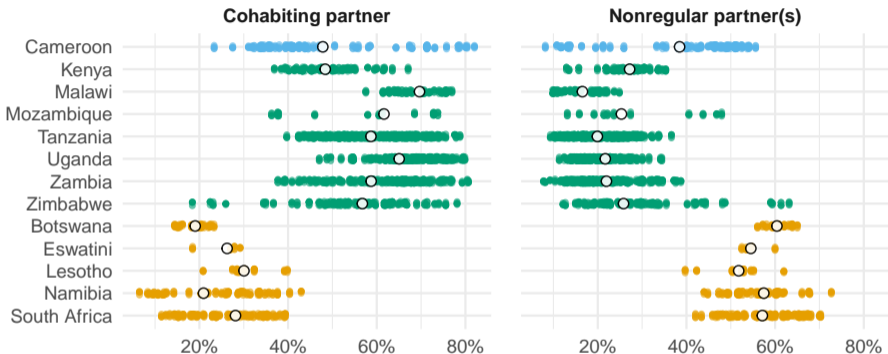 Cohabiting partner Nonregular partner(s)
Cameroon
Kenya
Malawi
Mozambique
Tanzania
Uganda
Zambia
Zimbabwe
Botswana
Eswatini
Lesotho
Namibia
South Africa
20% 40% 60% 80% 20% 40% 60% 80%